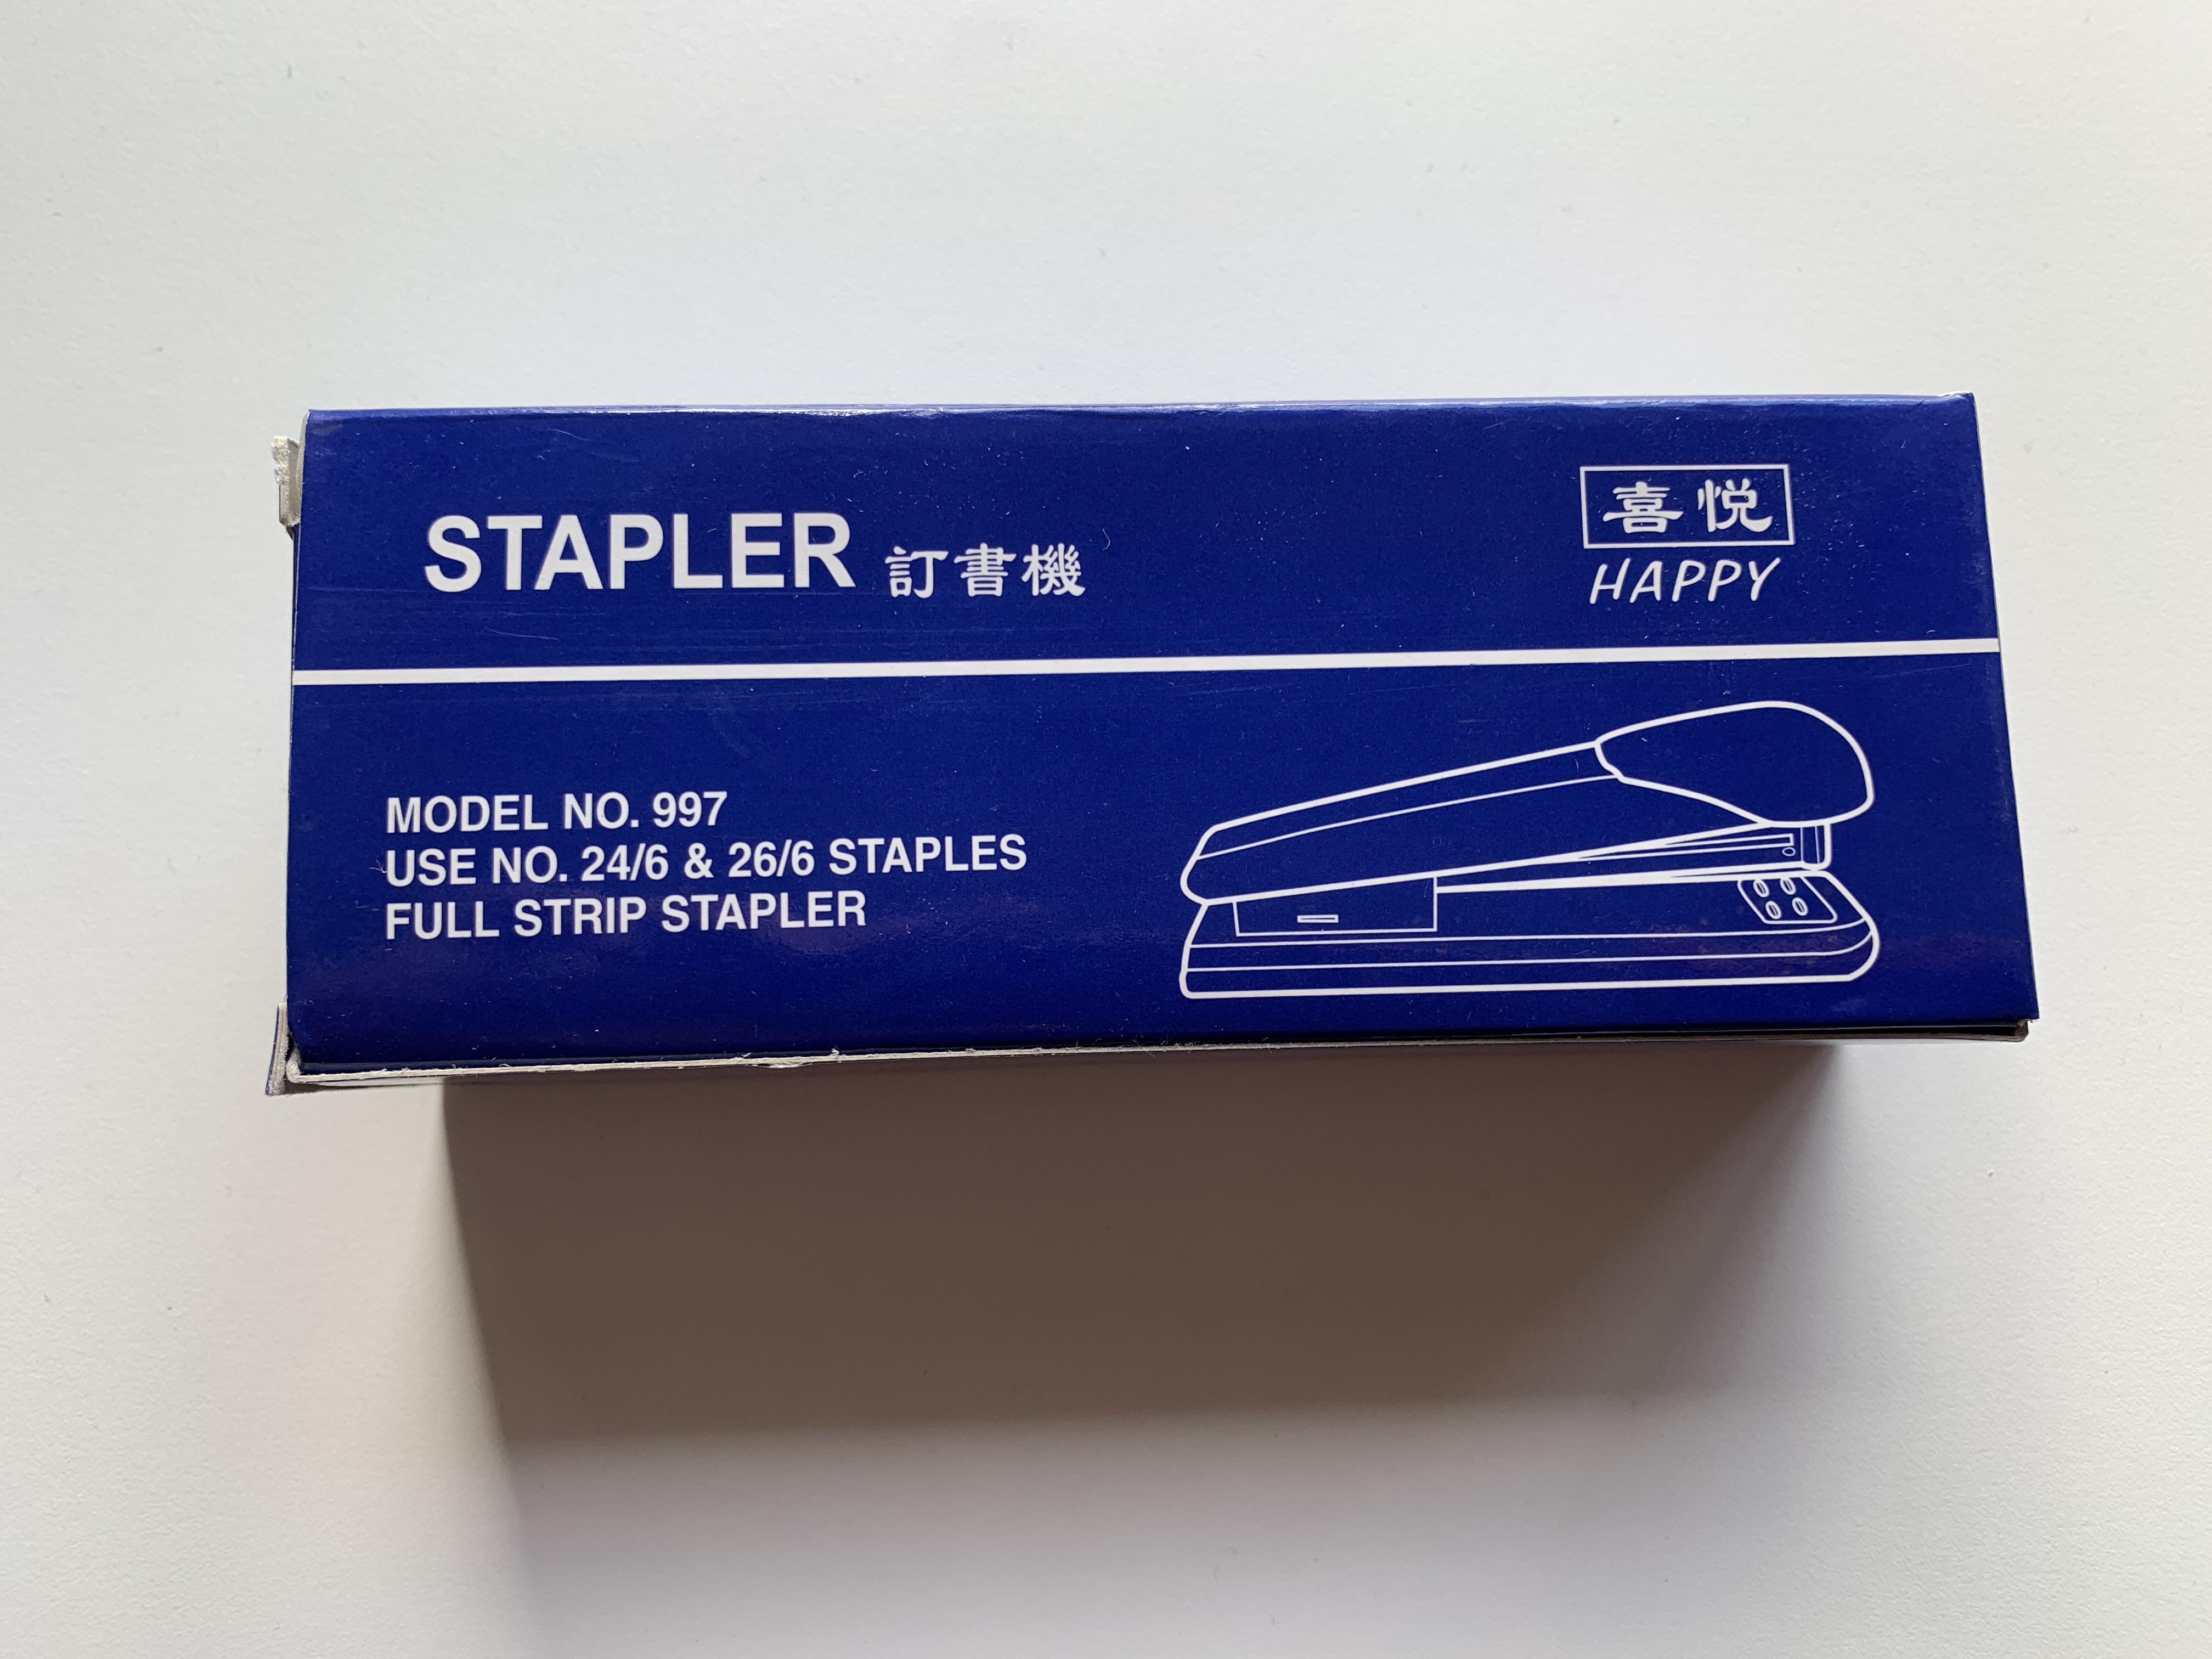 STAPLER 訂書機
喜悦
HAPPY
MODEL NO. 997
USE NO. 24/6 & 26/6 STAPLES
FULL STRIP STAPLER